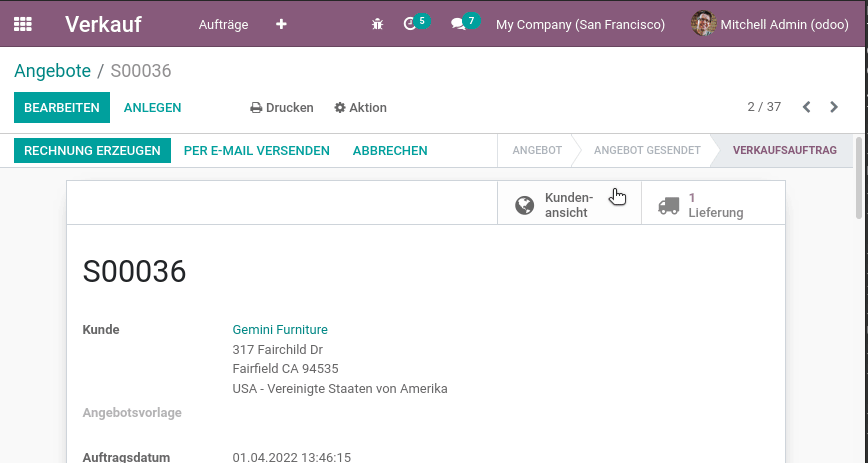 Verkauf Aufträge 5 7 My Company (San Francisco) Mitchell Admin (odoo)
Angebote / S00036
BEARBEITEN ANLEGEN Drucken Aktion 2 / 37
RECHNUNG ERZEUGEN PER E-MAIL VERSENDEN ABBRECHEN ANGEBOT ANGEBOT GESENDET VERKAUFSAUFTRAG
Kunden-
ansicht
1
Lieferung
S00036
Kunde Gemini Furniture
317 Fairchild Dr
Fairfield CA 94535
USA - Vereinigte Staaten von Amerika
Angebotsvorlage
Auftragsdatum 01.04.2022 13:46:15